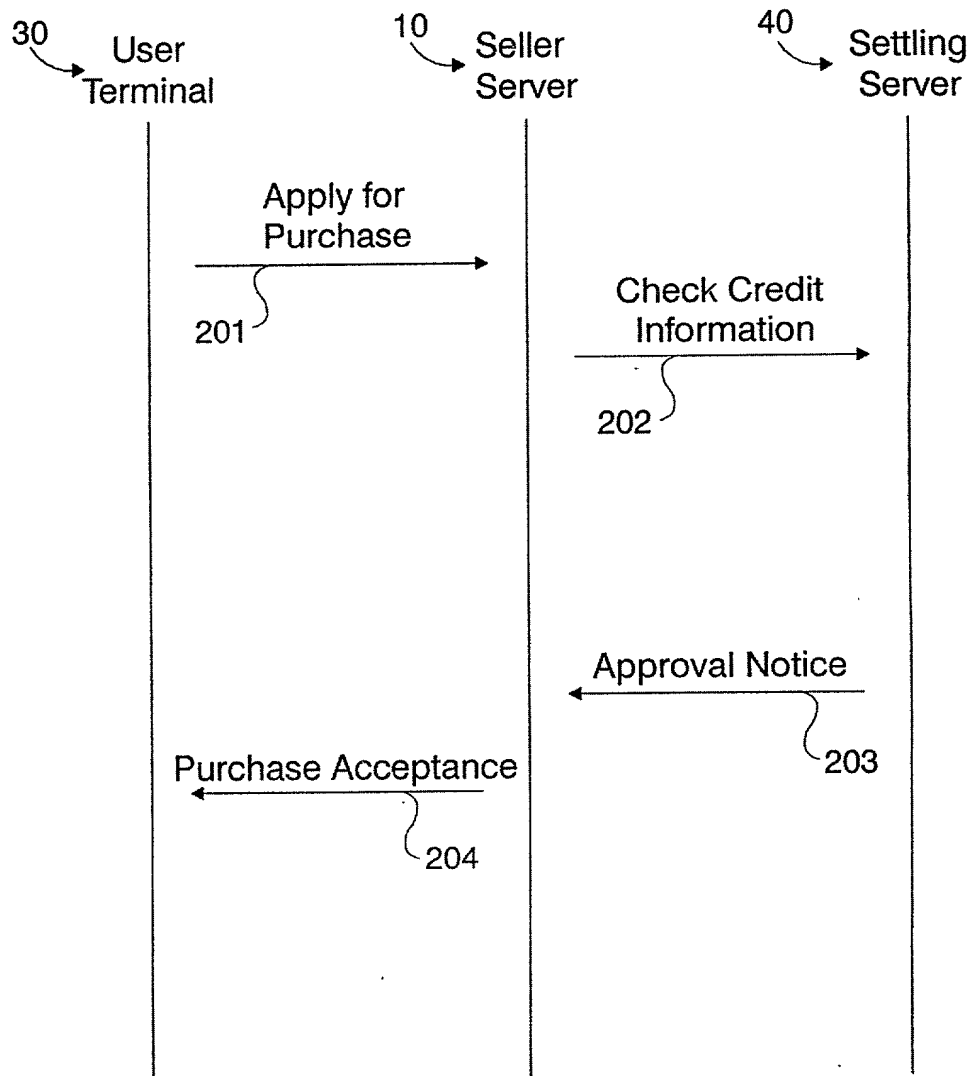 30
User
Terminal
10
Seller
Server
40
Settling
Server
Apply for
Purchase
201
Check Credit
Information
202
Approval Notice
203
Purchase Acceptance
204